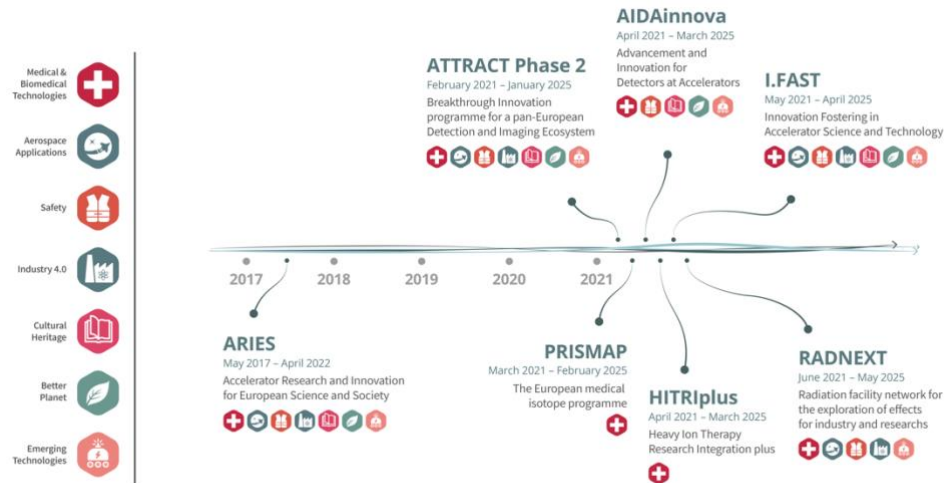 Medical &
Biomedical
Technologies
Aerospace
Applications
Safety
Industry 4.0
Cultural
Heritage
Better
Planet
Emerging
Technologies
ATTRACT Phase 2
February 2021 – January 2025
Breakthrough Innovation
programme for a pan-European
Detection and Imaging Ecosystem
AIDAinnova
April 2021 – March 2025
Advancement and
Innovation for
Detectors at Accelerators
I.FAST
May 2021 – April 2025
Innovation Fostering in
Accelerator Science and Technology
2017
2018
2019
2020
2021
ARIES
May 2017 – April 2022
Accelerator Research and Innovation
for European Science and Society
PRISMAP
March 2021 – February 2025
The European medical
isotope programme
HITRIplus
April 2021 – March 2025
Heavy Ion Therapy
Research Integration plus
RADNEXT
June 2021 – May 2025
Radiation facility network for
the exploration of effects
for industry and researchs